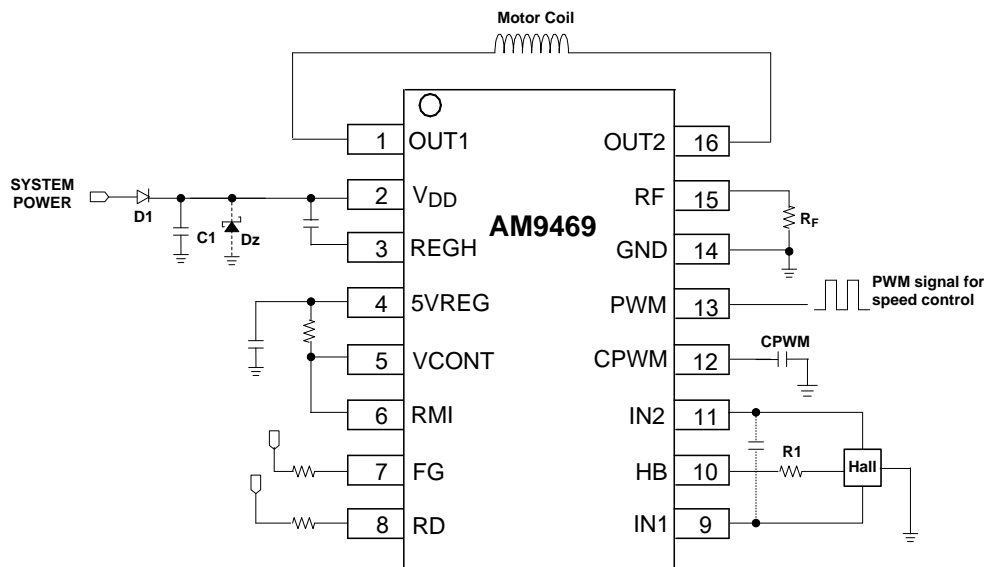 Motor Coil
1 OUT1
OUT2 16
SYSTEM
POWER
D1
C1
Dz
2 VDD
RF 15
RF
AM9469
3 REGH
GND 14
4 5VREG
PWM 13
PWM signal for
speed control
5 VCONT
CPWM 12
CPWM
6 RMI
IN2 11
7 FG
HB 10
R1
Hall
8 RD
IN1 9